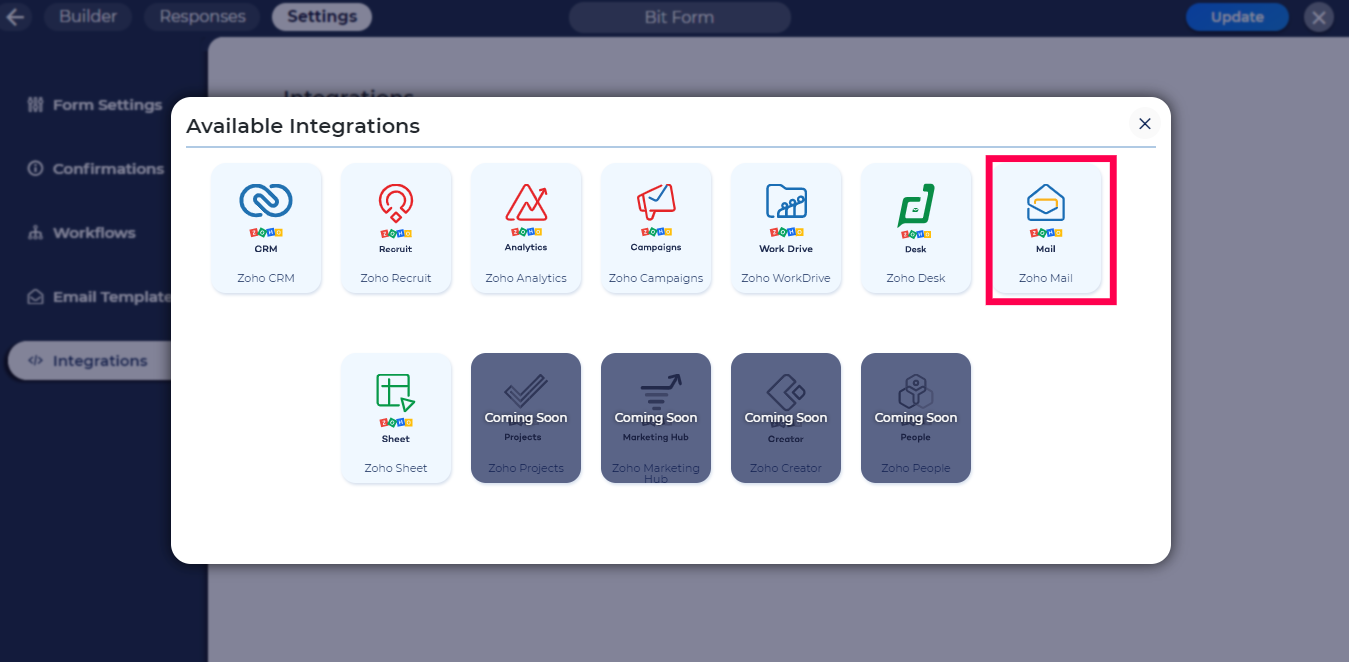 Builder Responses Settings Bit Form Update
Integrations
Form Settings
Confirmations
Workflows
Email Template
Integrations
Available Integrations
ZOHO ZOHO ZOHO ZOHO ZOHO ZOHO ZOHO
CRM Recruit Analytics Campaigns Work Drive Desk Mail
Zoho CRM Zoho Recruit Zoho Analytics Zoho Campaigns Zoho WorkDrive Zoho Desk Zoho Mail
Coming Soon Coming Soon Coming Soon Coming Soon
ZOHO
Sheet Projects Marketing Hub Creator People
Zoho Sheet Zoho Projects Zoho Marketing Hub Zoho Creator Zoho People